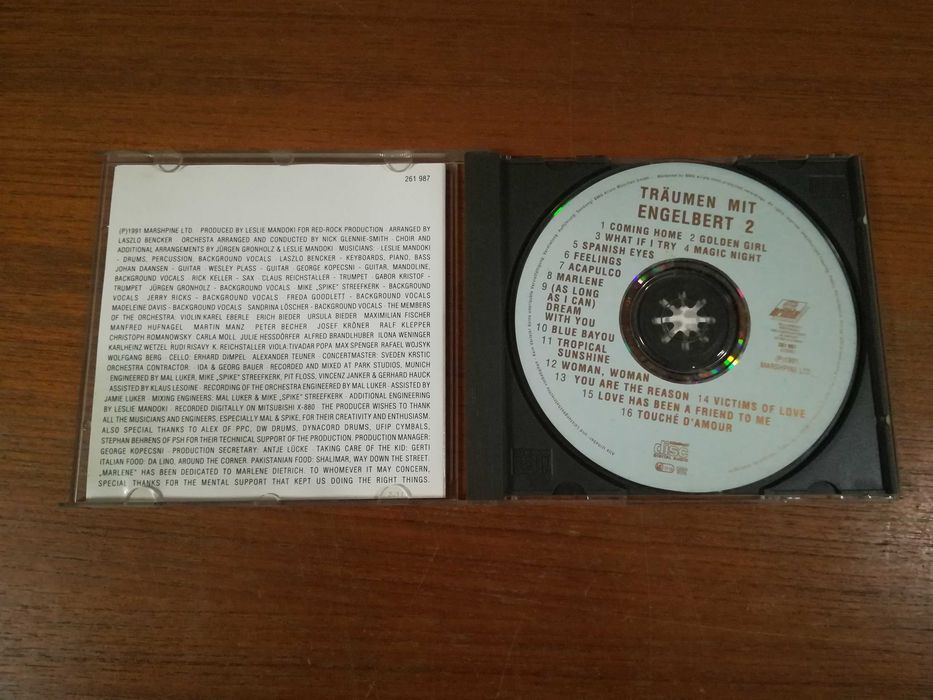 261 987
(P)1991 MARSHPINE LTD. · PRODUCED BY LESLIE MANDOKI FOR RED-ROCK PRODUCTION · ARRANGED BY
LASZLO BENCKER · ORCHESTA ARRANGED AND CONDUCTED BY NICK GLENNIE-SMITH · CHOIR AND
ADDITIONAL ARRANGEMENTS BY JÜRGEN GRONHOLZ & LESLIE MANDOKI · MUSICIANS: LESLIE MANDOKI
- DRUMS, PERCUSSION, BACKGROUND VOCALS · LASZLO BENCKER - KEYBOARDS, PIANO, BASS
JOHAN DAANSEN - GUITAR · WESLEY PLASS - GUITAR · GEORGE KOPECSNI - GUITAR, MANDOLINE,
BACKGROUND VOCALS · RICK KELLER - SAX · CLAUS REICHSTALLER - TRUMPET · GABOR KRISTOF -
TRUMPET · JÜRGEN GRONHOLZ - BACKGROUND VOCALS · MIKE „SPIKE" STREEFKERK - BACKGROUND
VOCALS · JERRY RICKS - BACKGROUND VOCALS · FREDA GOODLETT - BACKGROUND VOCALS
MADELEINE DAVIS - BACKGROUND VOCALS · SANDORINA LÖSCHER - BACKGROUND VOCALS · THE MEMBERS
OF THE ORCHESTRA: VIOLIN: KAREL EBERLE · ERICH BIEDER · URSULA BIEDER · MAXIMILIAN FISCHER
MANFRED HUFNAGEL · MARTIN MANZ · PETER BECHER · JOSEF KRÖNER · RALF KLEPPER
CHRISTOPH ROMANOWSKY · CARLA MOLL · JULIE HESSDÖRFER · ALFRED BRANDLHUBER · ILONA WENINGER
KARLHEINZ WETZEL · RUDI RISAVY · K. REICHSTALLER · VIOLA: TIVADAR POPA · MAX SPENGER · RAFAEL WOJSYK
WOLFGANG BERG · CELLO: ERHARD DIMPEL · ALEXANDER TEUNER · CONCERTMASTER: SVEDEN KRSTIC
ORCHESTRA CONTRACTOR: IDA & GEORG BAUER · RECORDED AND MIXED AT PARK STUDIOS, MUNICH
ENGINEERED BY MAL LUKER, MIKE „SPIKE" STREEFKERK, PIT FLOSS, VINCENZ JANKER & GERHARD HAUCK
ASSISTED BY KLAUS LESOINE · RECORDING OF THE ORCHESTRA ENGINEERED BY MAL LUKER · ASSISTED BY
JAMIE LUKER · MIXING ENGINEERS: MAL LUKER & MIKE „SPIKE" STREEFKERK · ADDITIONAL ENGINEERING
BY LESLIE MANDOKI · RECORDED DIGITALLY ON MITSUBISHI X-880 · THE PRODUCER WISHES TO THANK
ALL THE MUSICIANS AND ENGINEERS, ESPECIALLY MAL & SPIKE, FOR THEIR CREATIVITY AND ENTHUSIASM.
ALSO SPECIAL THANKS TO ALEX OF PPC, DW DRUMS, DYNACORD DRUMS, UFIP CYMBALS,
STEPHAN BEHRENS OF PSH FOR THEIR TECHNICAL SUPPORT OF THE PRODUCTION. PRODUCTION MANAGER:
GEORGE KOPECSNI · PRODUCTION SECRETARY: ANTJE LÜCKE · TAKING CARE OF THE KID: GERTI
ITALIAN FOOD: DA LINO, AROUND THE CORNER. PAKISTANIAN FOOD: SHALIMAR, WAY DOWN THE STREET.
„MARLENE" HAS BEEN DEDICATED TO MARLENE DIETRICH. TO WHOMEVER IT MAY CONCERN,
SPECIAL THANKS FOR THE MENTAL SUPPORT THAT KEPT US DOING THE RIGHT THINGS.
TRÄUMEN MIT
ENGELBERT 2
1 COMING HOME 2 GOLDEN GIRL
3 WHAT IF I TRY 4 MAGIC NIGHT
5 SPANISH EYES
6 FEELINGS
7 ACAPULCO
8 MARLENE
9 (AS LONG
AS I CAN)
DREAM
WITH YOU
10 BLUE BAYOU
11 TROPICAL
SUNSHINE
12 WOMAN, WOMAN
13 YOU ARE THE REASON 14 VICTIMS OF LOVE
15 LOVE HAS BEEN A FRIEND TO ME
16 TOUCHÉ D'AMOUR
261 987
(P)1991
MARSHPINE LTD.
COMPACT
disc
DIGITAL AUDIO